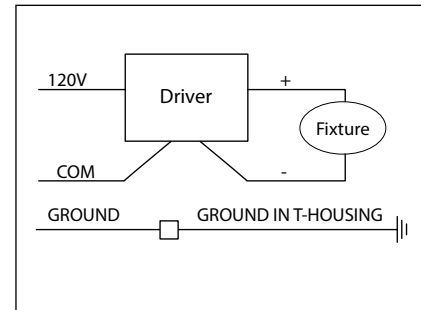 120V
Driver
+
Fixture
COM
-
GROUND
GROUND IN T-HOUSING